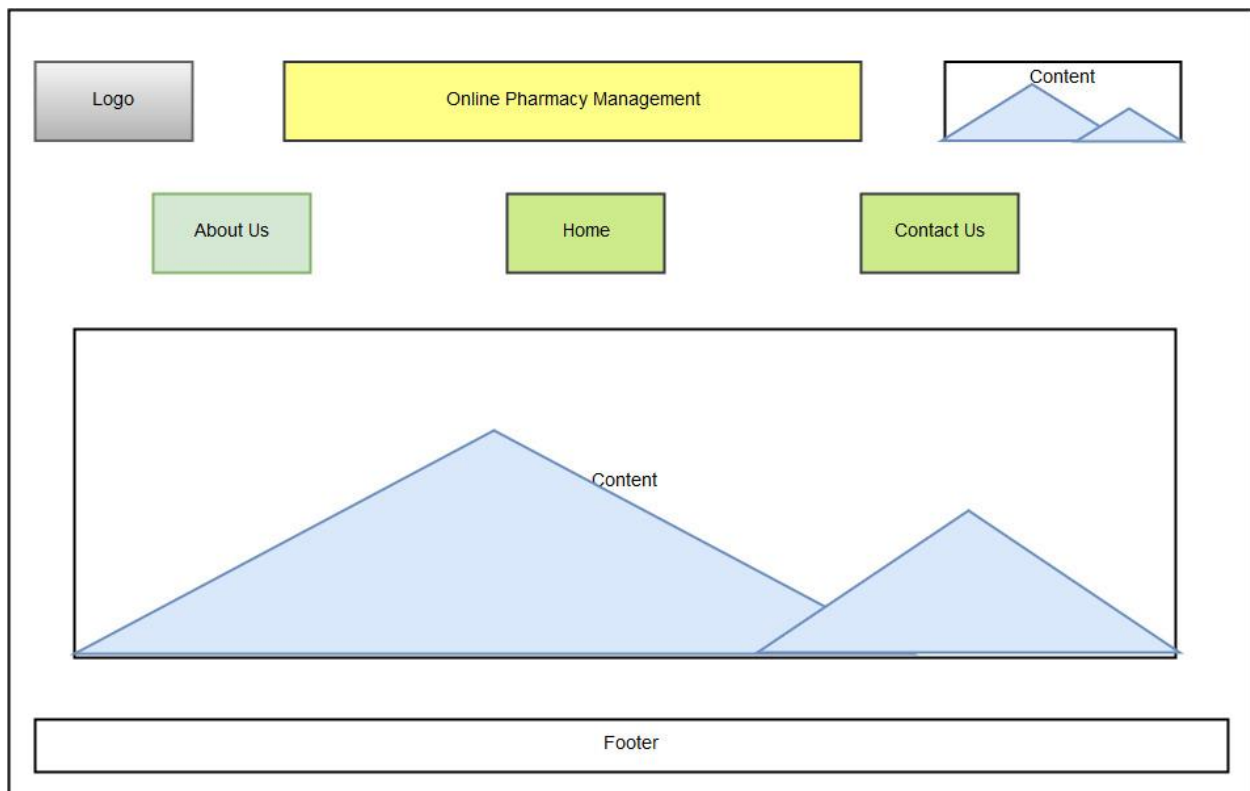 Logo
Online Pharmacy Management
Content
About Us
Home
Contact Us
Content
Footer